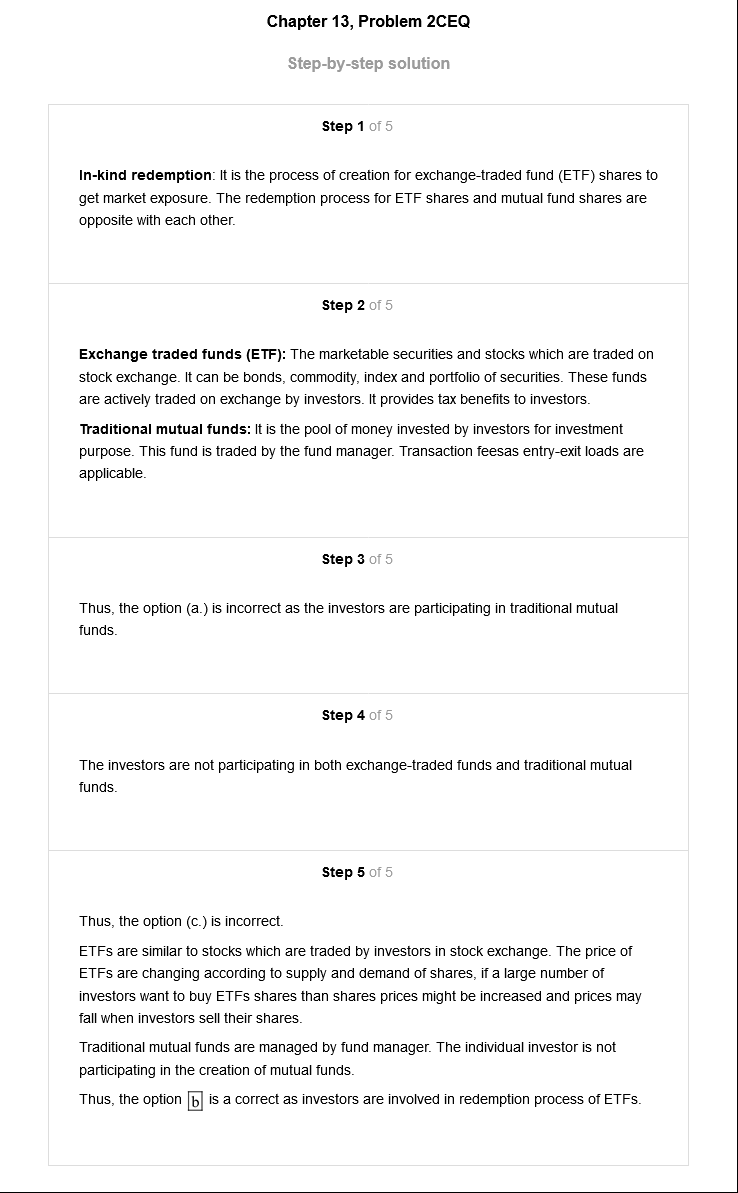 Chapter 13, Problem 2CEQ
Step-by-step solution
Step 1 of 5
In-kind redemption: It is the process of creation for exchange-traded fund (ETF) shares to
get market exposure. The redemption process for ETF shares and mutual fund shares are
opposite with each other.
Step 2 of 5
Exchange traded funds (ETF): The marketable securities and stocks which are traded on
stock exchange. It can be bonds, commodity, index and portfolio of securities. These funds
are actively traded on exchange by investors. It provides tax benefits to investors.
Traditional mutual funds: It is the pool of money invested by investors for investment
purpose. This fund is traded by the fund manager. Transaction feesas entry-exit loads are
applicable.
Step 3 of 5
Thus, the option (a.) is incorrect as the investors are participating in traditional mutual
funds.
Step 4 of 5
The investors are not participating in both exchange-traded funds and traditional mutual
funds.
Step 5 of 5
Thus, the option (c.) is incorrect.
ETFs are similar to stocks which are traded by investors in stock exchange. The price of
ETFs are changing according to supply and demand of shares, if a large number of
investors want to buy ETFs shares than shares prices might be increased and prices may
fall when investors sell their shares.
Traditional mutual funds are managed by fund manager. The individual investor is not
participating in the creation of mutual funds.
Thus, the option b is a correct as investors are involved in redemption process of ETFs.